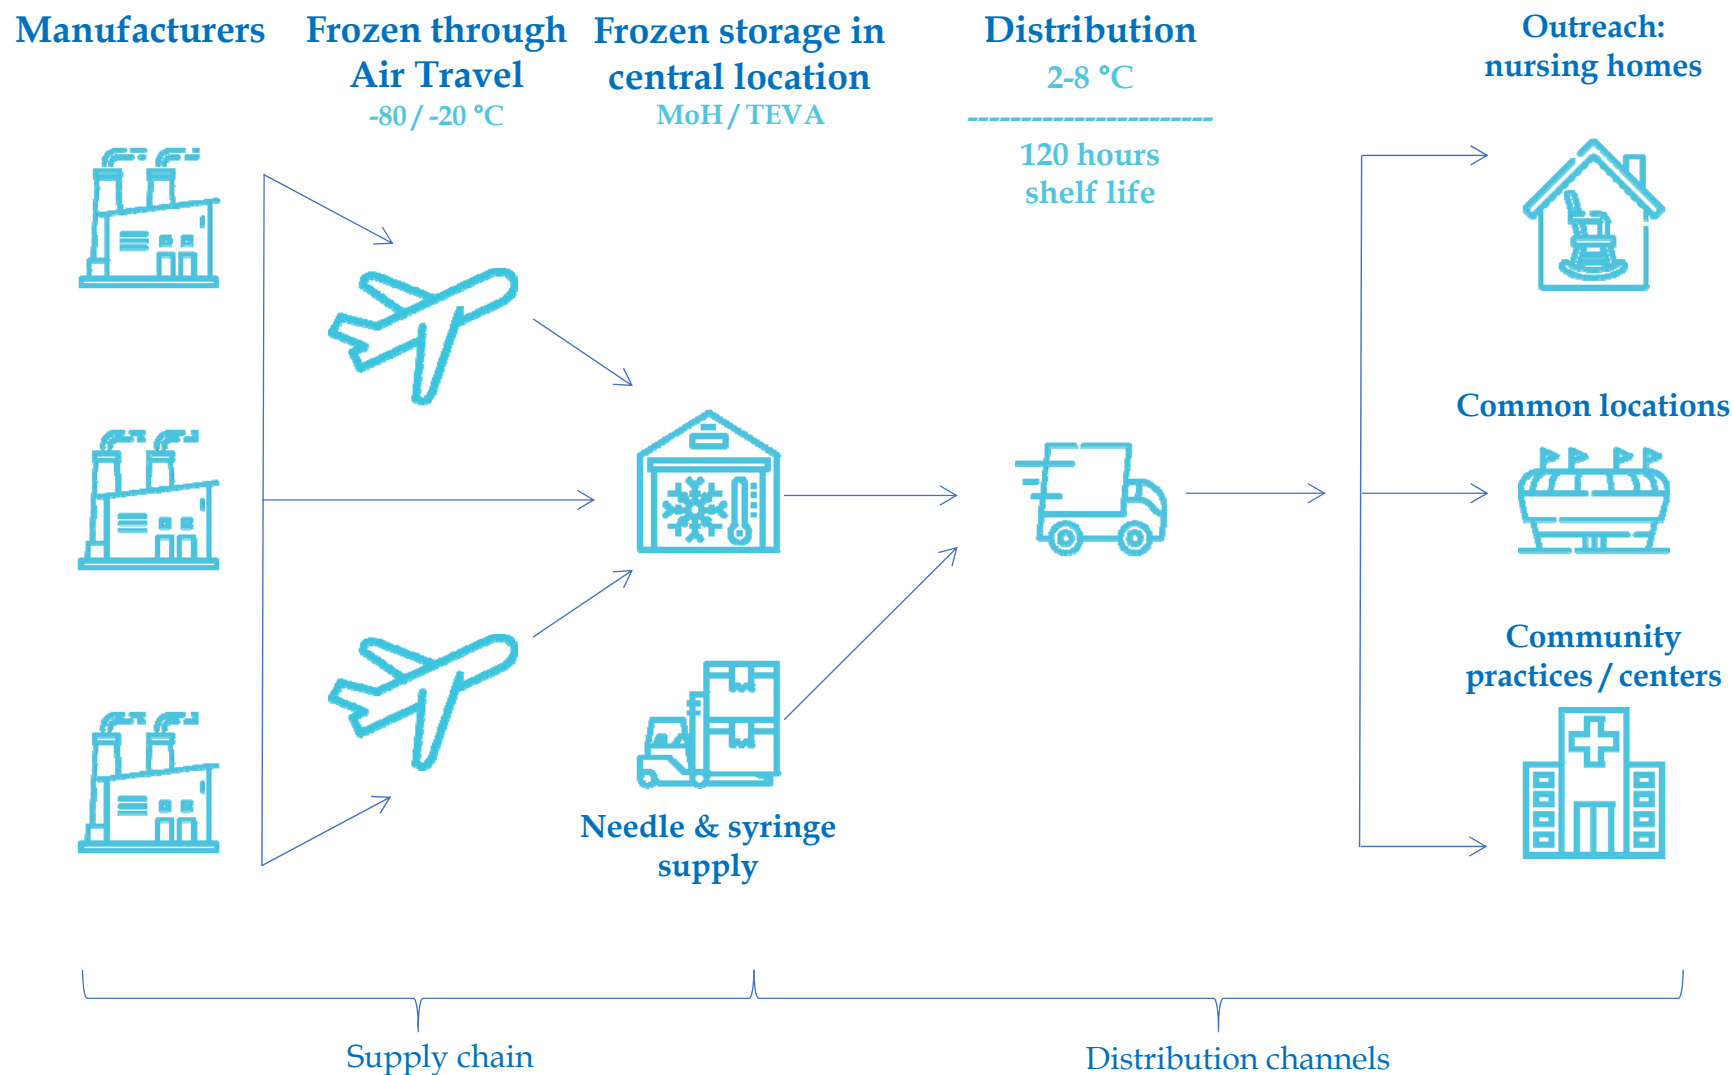 Manufacturers
Frozen through
Air Travel
-80 / -20 °C
Frozen storage in
central location
MoH / TEVA
Distribution
2-8 °C
-----------------------
120 hours
shelf life
Outreach:
nursing homes
Common locations
Community
practices / centers
Needle & syringe
supply
Supply chain
Distribution channels